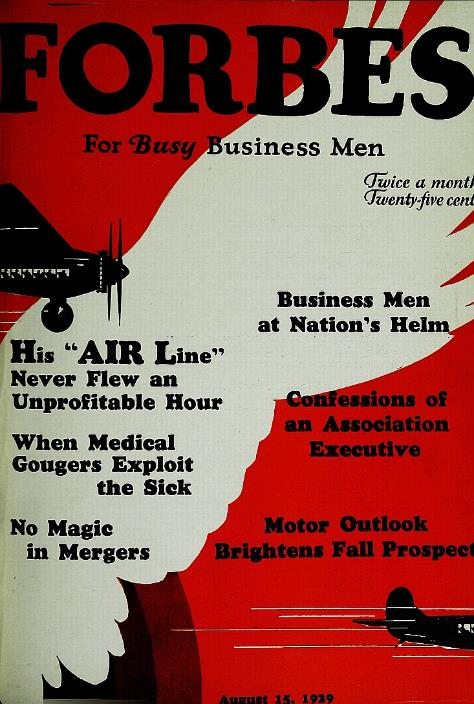 FORBES
For Busy Business Men
Twice a month
Twenty-five cent
Business Men
at Nation's Helm
His "AIR Line"
Never Flew an
Unprofitable Hour
Confessions of
an Association
Executive
When Medical
Gougers Exploit
the Sick
No Magic
in Mergers
Motor Outlook
Brightens Fall Prospect
August 15, 1929